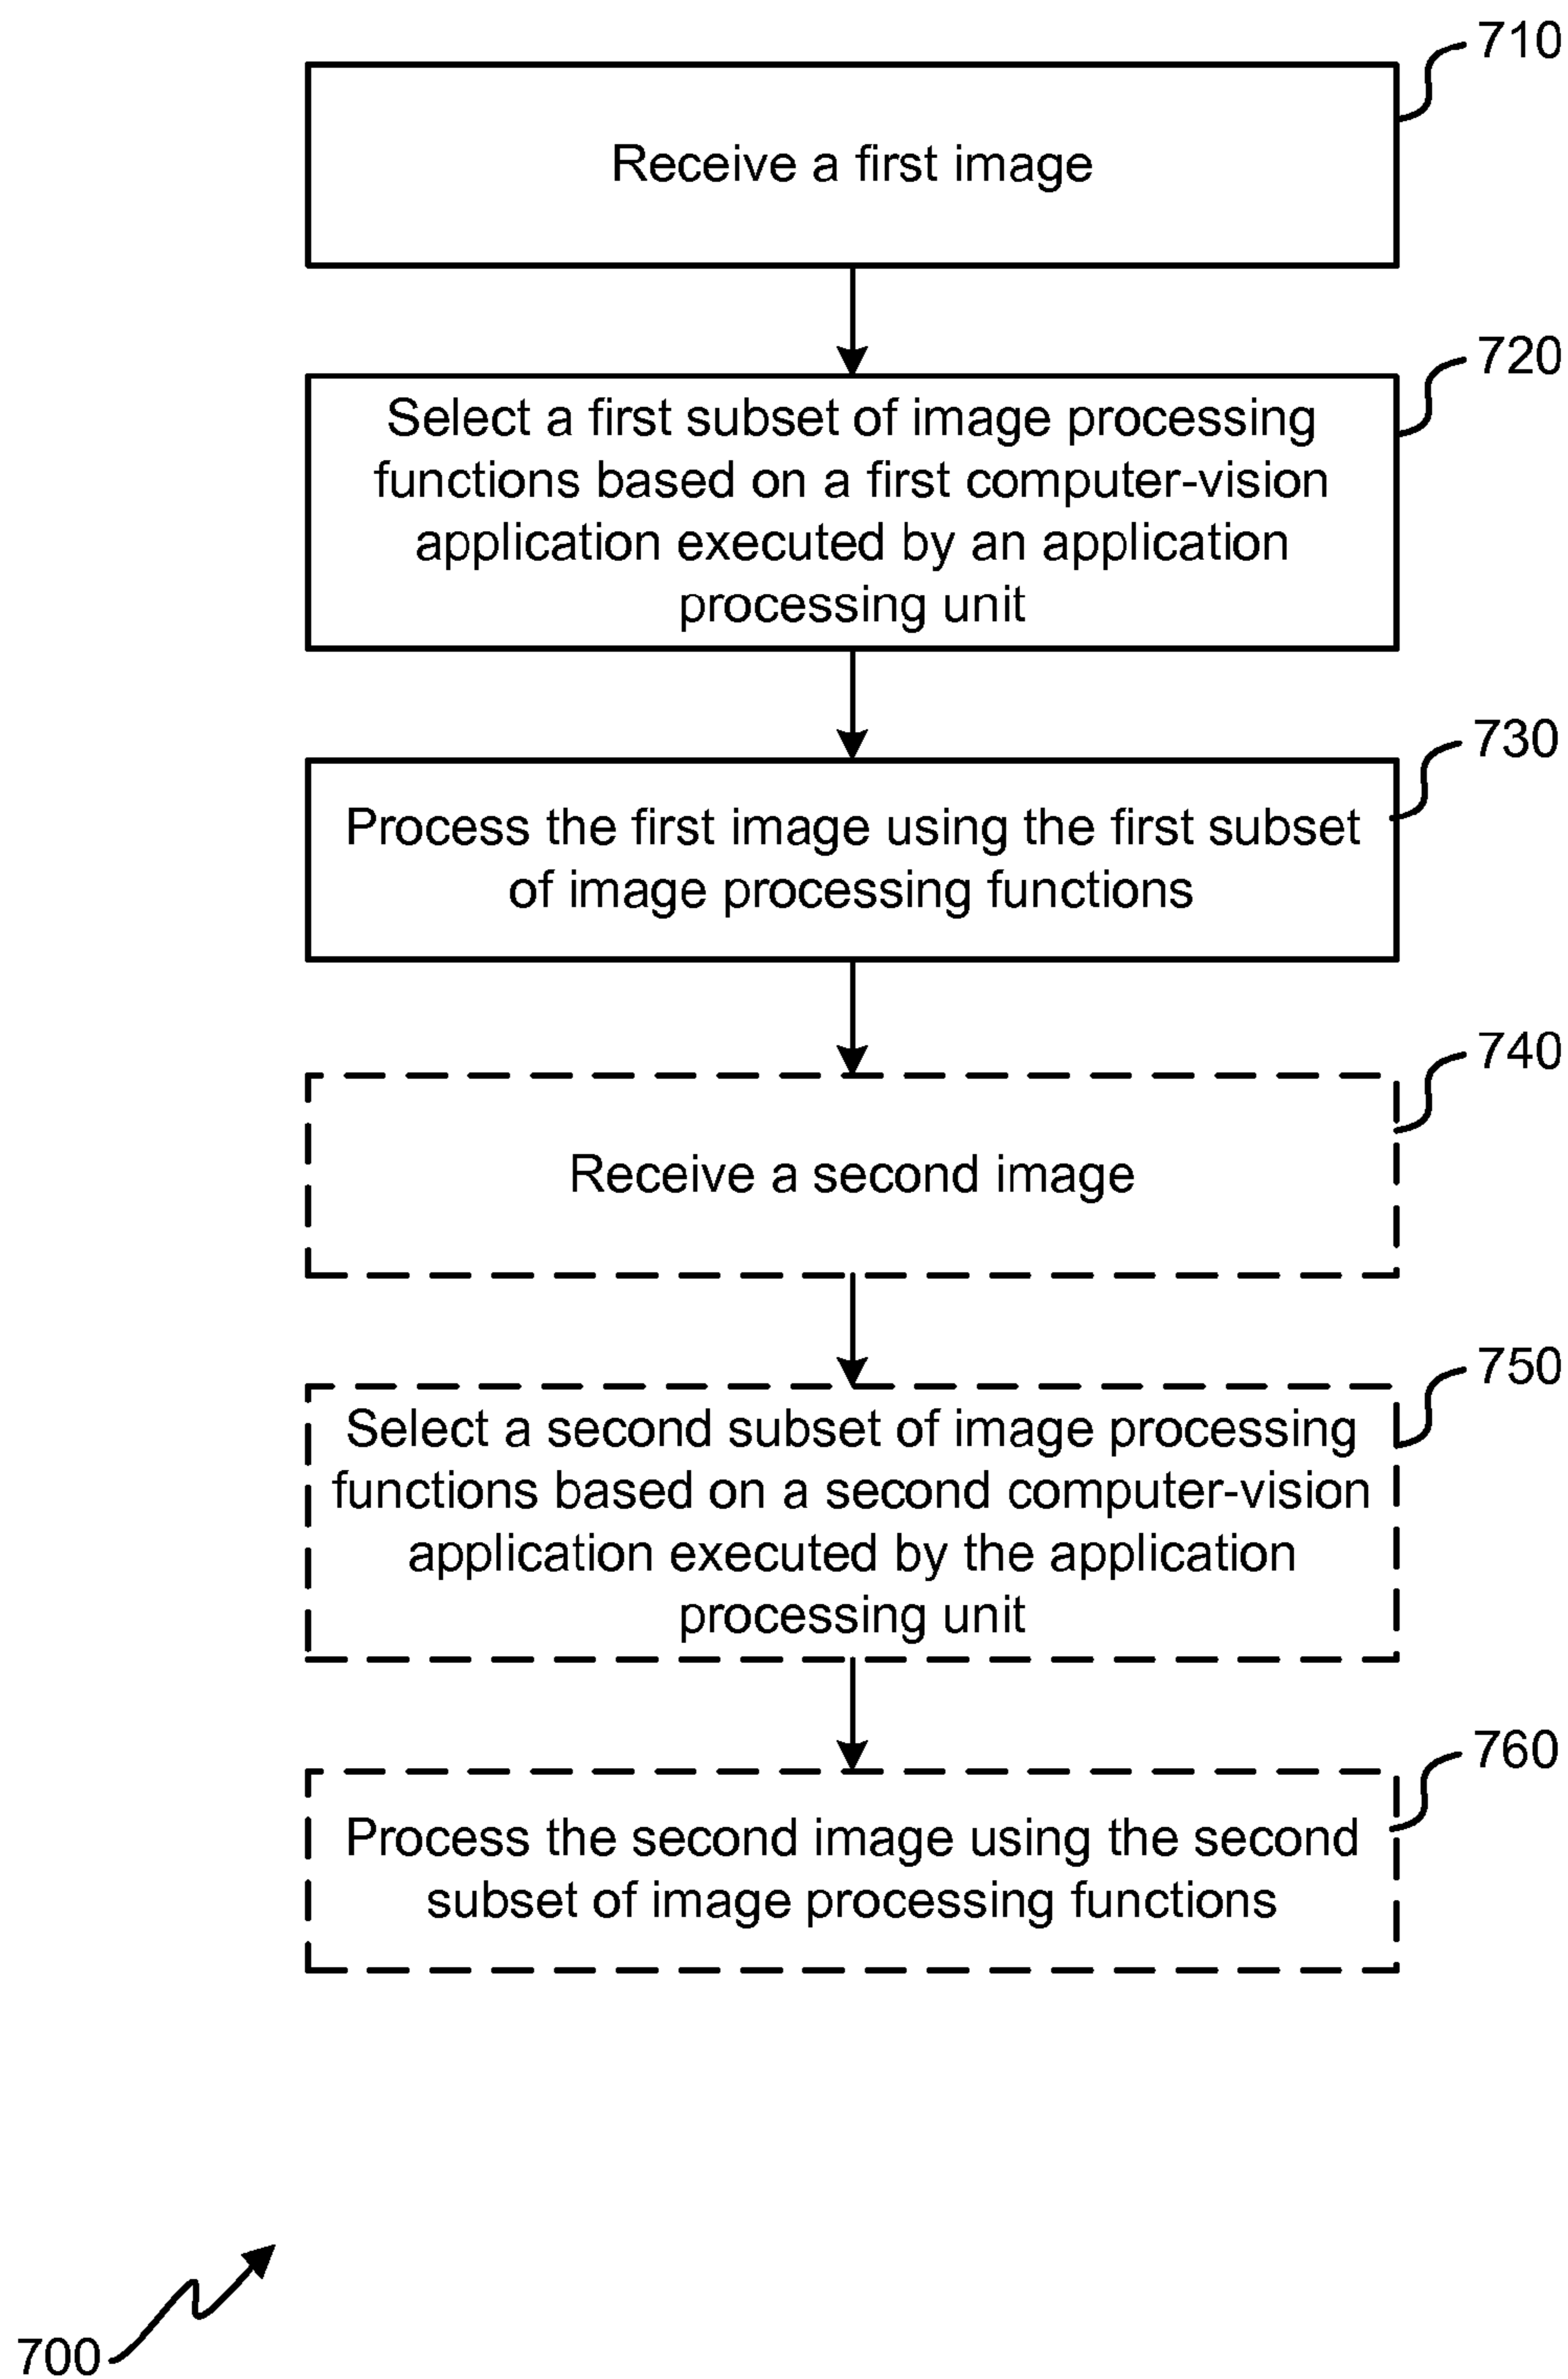 710
Receive a first image
720
Select a first subset of image processing
functions based on a first computer-vision
application executed by an application
processing unit
730
Process the first image using the first subset
of image processing functions
740
Receive a second image
750
Select a second subset of image processing
functions based on a second computer-vision
application executed by the application
processing unit
760
Process the second image using the second
subset of image processing functions
700